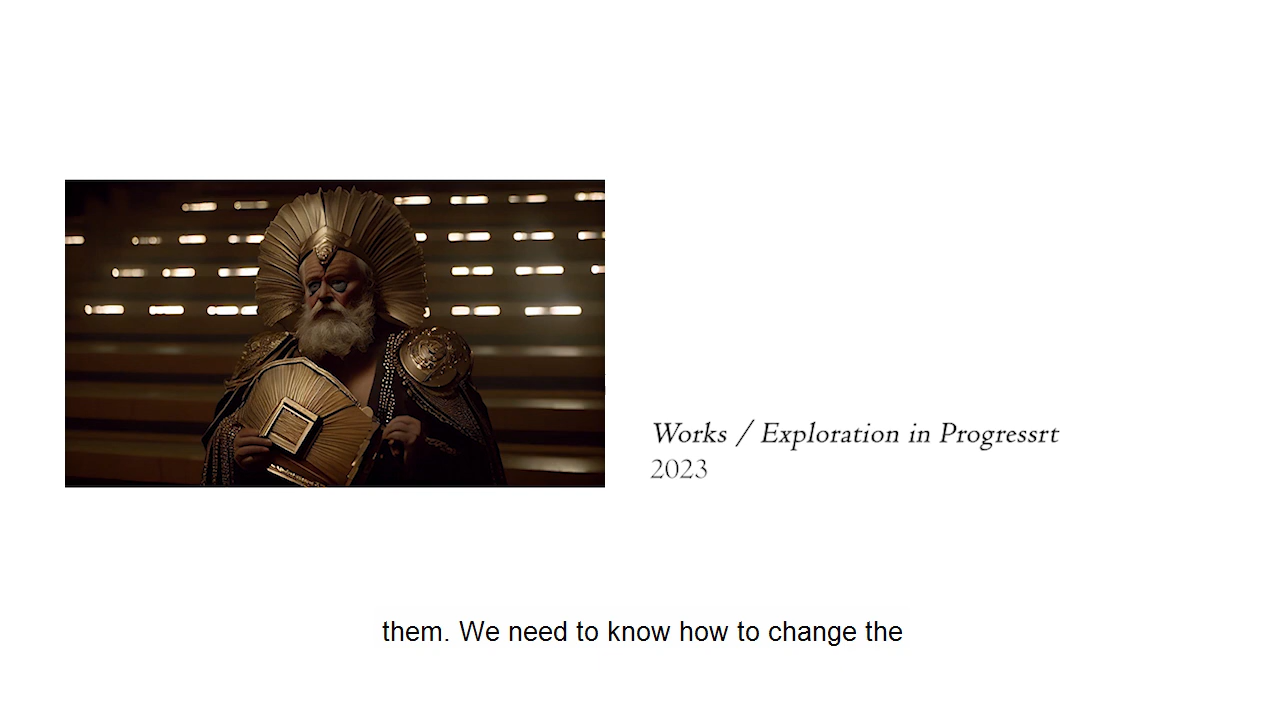 Works / Exploration in Progressrt
2023
them. We need to know how to change the